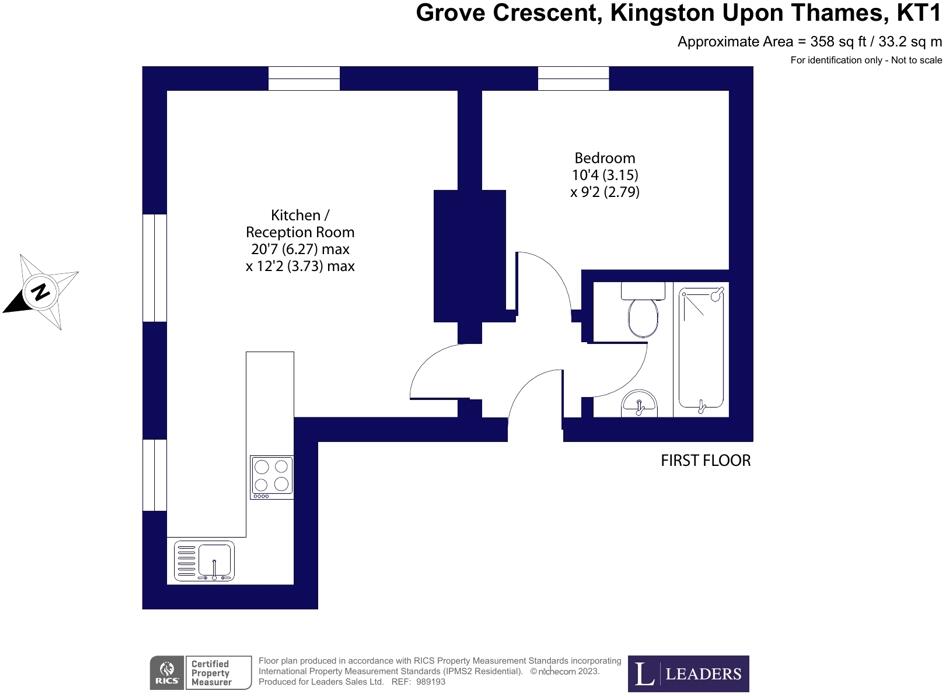 Grove Crescent, Kingston Upon Thames, KT1
Approximate Area = 358 sq ft / 33.2 sq m
For identification only - Not to scale
Bedroom
10'4 (3.15)
x 9'2 (2.79)
Kitchen /
Reception Room
20'7 (6.27) max
x 12'2 (3.73) max
N
FIRST FLOOR
RICS
Certified
Property
Measurer
Floor plan produced in accordance with RICS Property Measurement Standards incorporating
International Property Measurement Standards (IPMS2 Residential). © nichecom 2023.
Produced for Leaders Sales Ltd. REF: 989193
L LEADERS